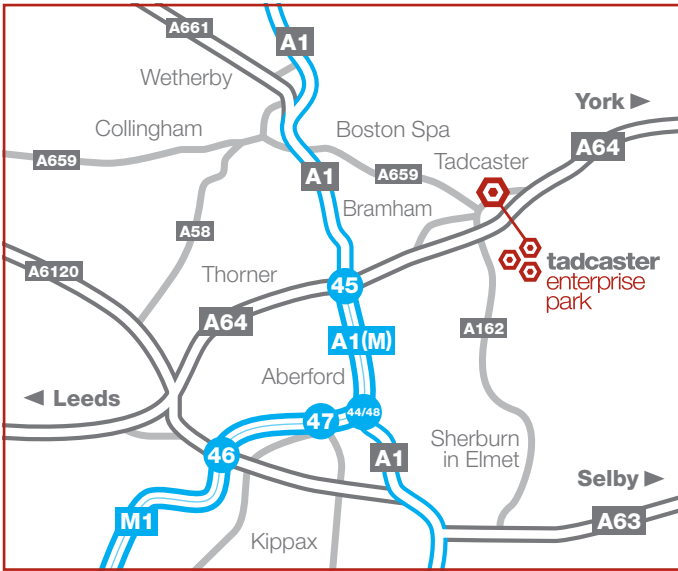 A661
A1
Wetherby
York
Collingham
Boston Spa
A64
A659
Tadcaster
A1
A659
Bramham
A58
A6120
Thorner
tadcaster
enterprise
park
45
A64
A162
A1(M)
Aberford
Leeds
44/48
47
Sherburn
in Elmet
46
A1
Selby
M1
A63
Kippax